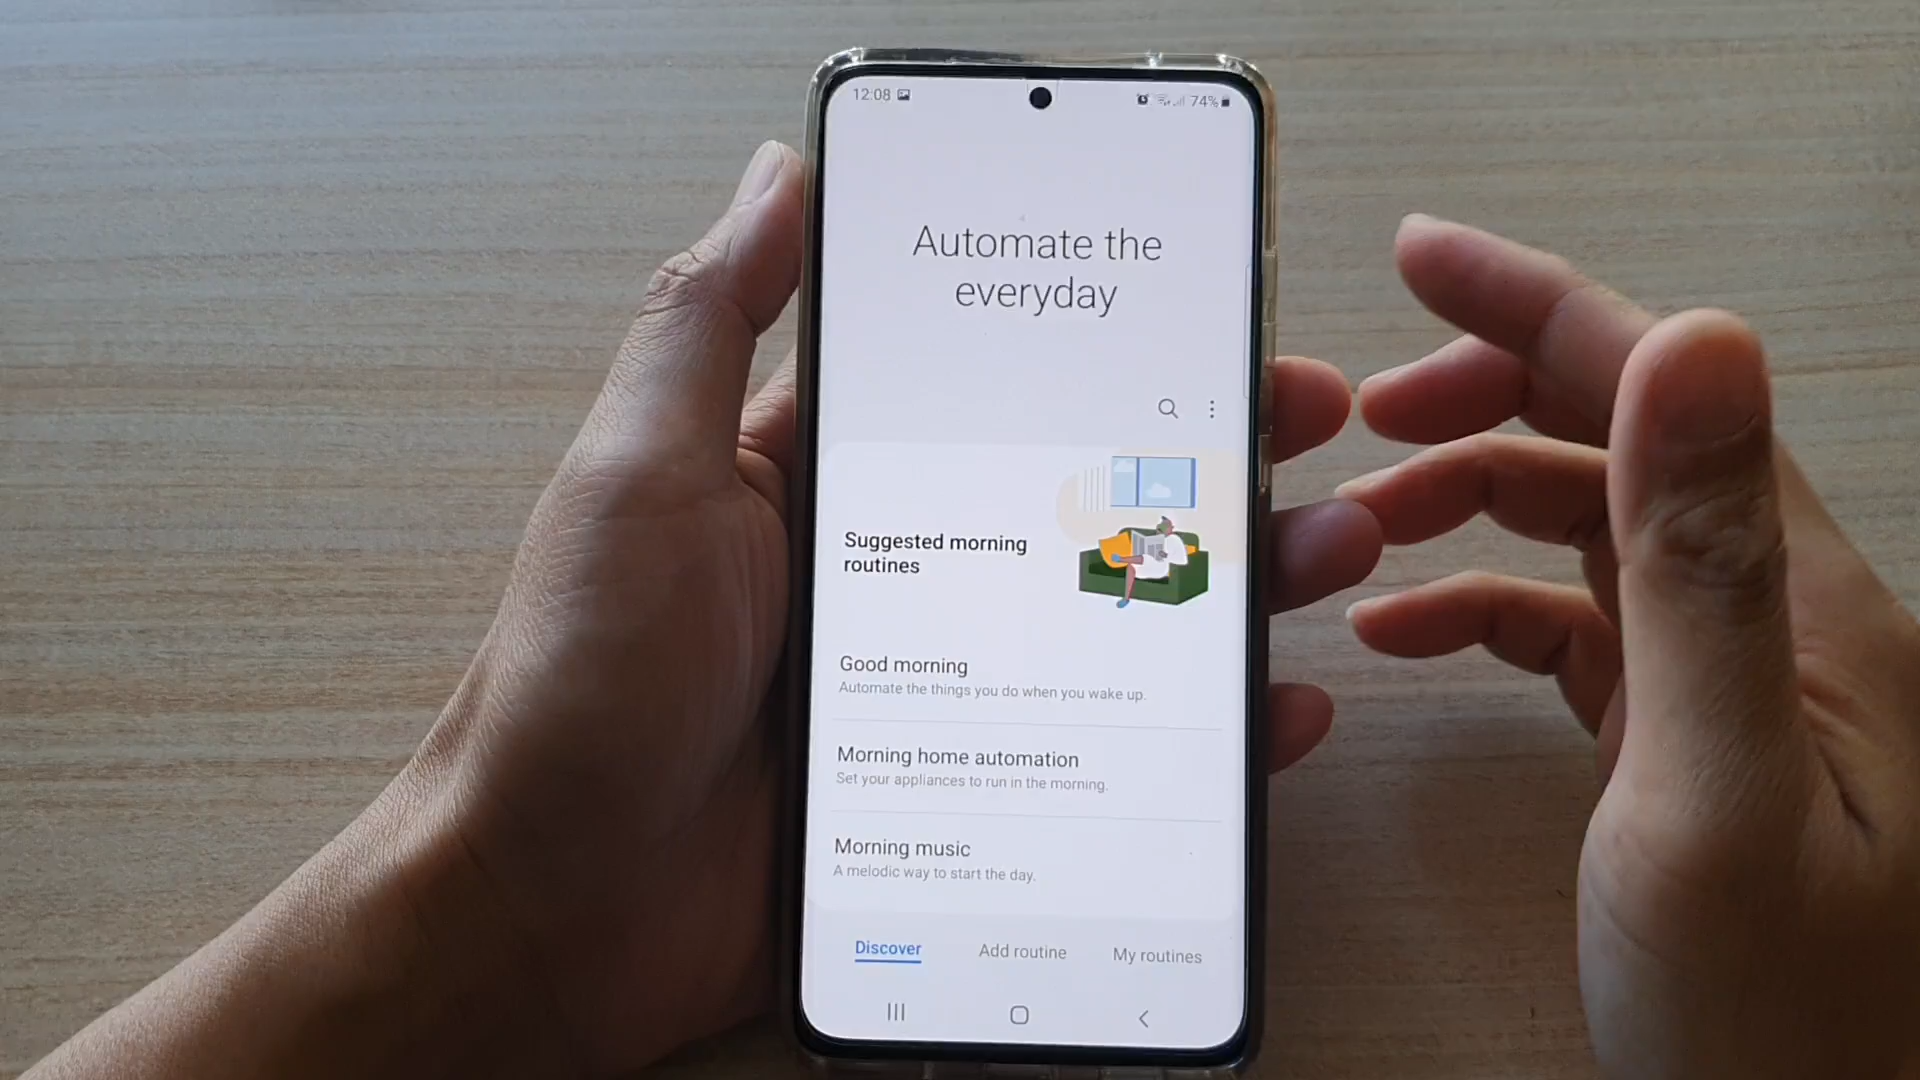 12:08
74%
Automate the
everyday
Suggested morning
routines
Good morning
Automate the things you do when you wake up.
Morning home automation
Set your appliances to run in the morning.
Morning music
A melodic way to start the day.
Discover
Add routine
My routines